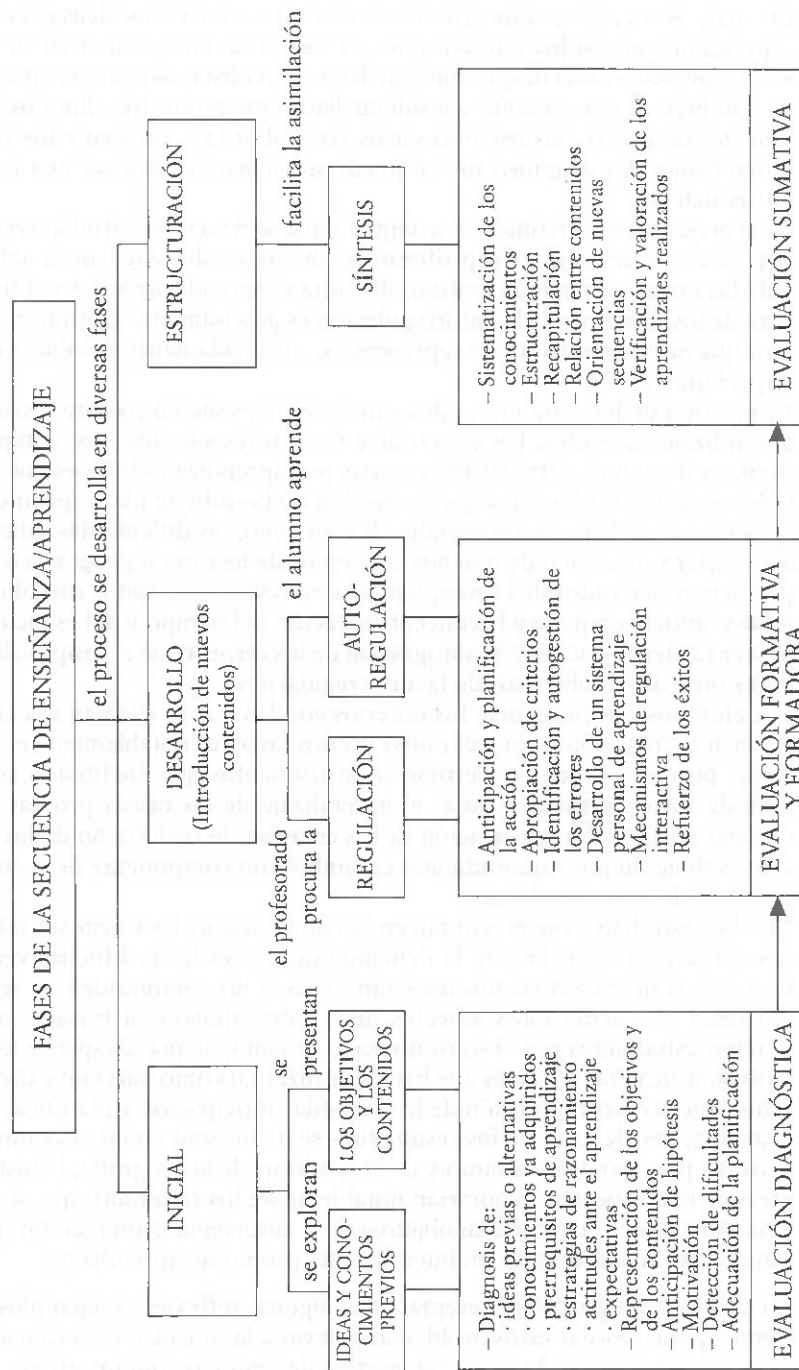 FASES DE LA SECUENCIA DE ENSEÑANZA/APRENDIZAJE
el proceso se desarrolla en diversas fases
INICIAL
se exploran
se
presentan
IDEAS Y CONO-
CIMIENTOS
PREVIOS
LOS OBJETIVOS
Y LOS
CONTENIDOS
– Diagnosis de:
· ideas previas o alternativas
· conocimientos ya adquiridos
· prerrequisitos de aprendizaje
· estrategias de razonamiento
· actitudes ante el aprendizaje
· expectativas
– Representación de los objetivos y
de los contenidos
– Anticipación de hipótesis
– Motivación
– Detección de dificultades
– Adecuación de la planificación
EVALUACIÓN DIAGNÓSTICA
DESARROLLO
(Introducción de nuevos
contenidos)
el profesorado
procura la
el alumno aprende
REGULACIÓN
AUTO-
REGULACIÓN
– Anticipación y planificación de
la acción
– Apropiación de criterios
– Identificación y autogestión de
los errores
– Desarrollo de un sistema
personal de aprendizaje
– Mecanismos de regulación
interactiva
– Refuerzo de los éxitos
EVALUACIÓN FORMATIVA
Y FORMADORA
ESTRUCTURACIÓN
facilita la asimulación
SÍNTESIS
– Sistematización de los
conocimientos
– Estructuración
– Recapitulación
– Relación entre contenidos
– Orientación de nuevas
secuencias
– Verificación y valoración de los
aprendizajes realizados
EVALUACIÓN SUMATIVA